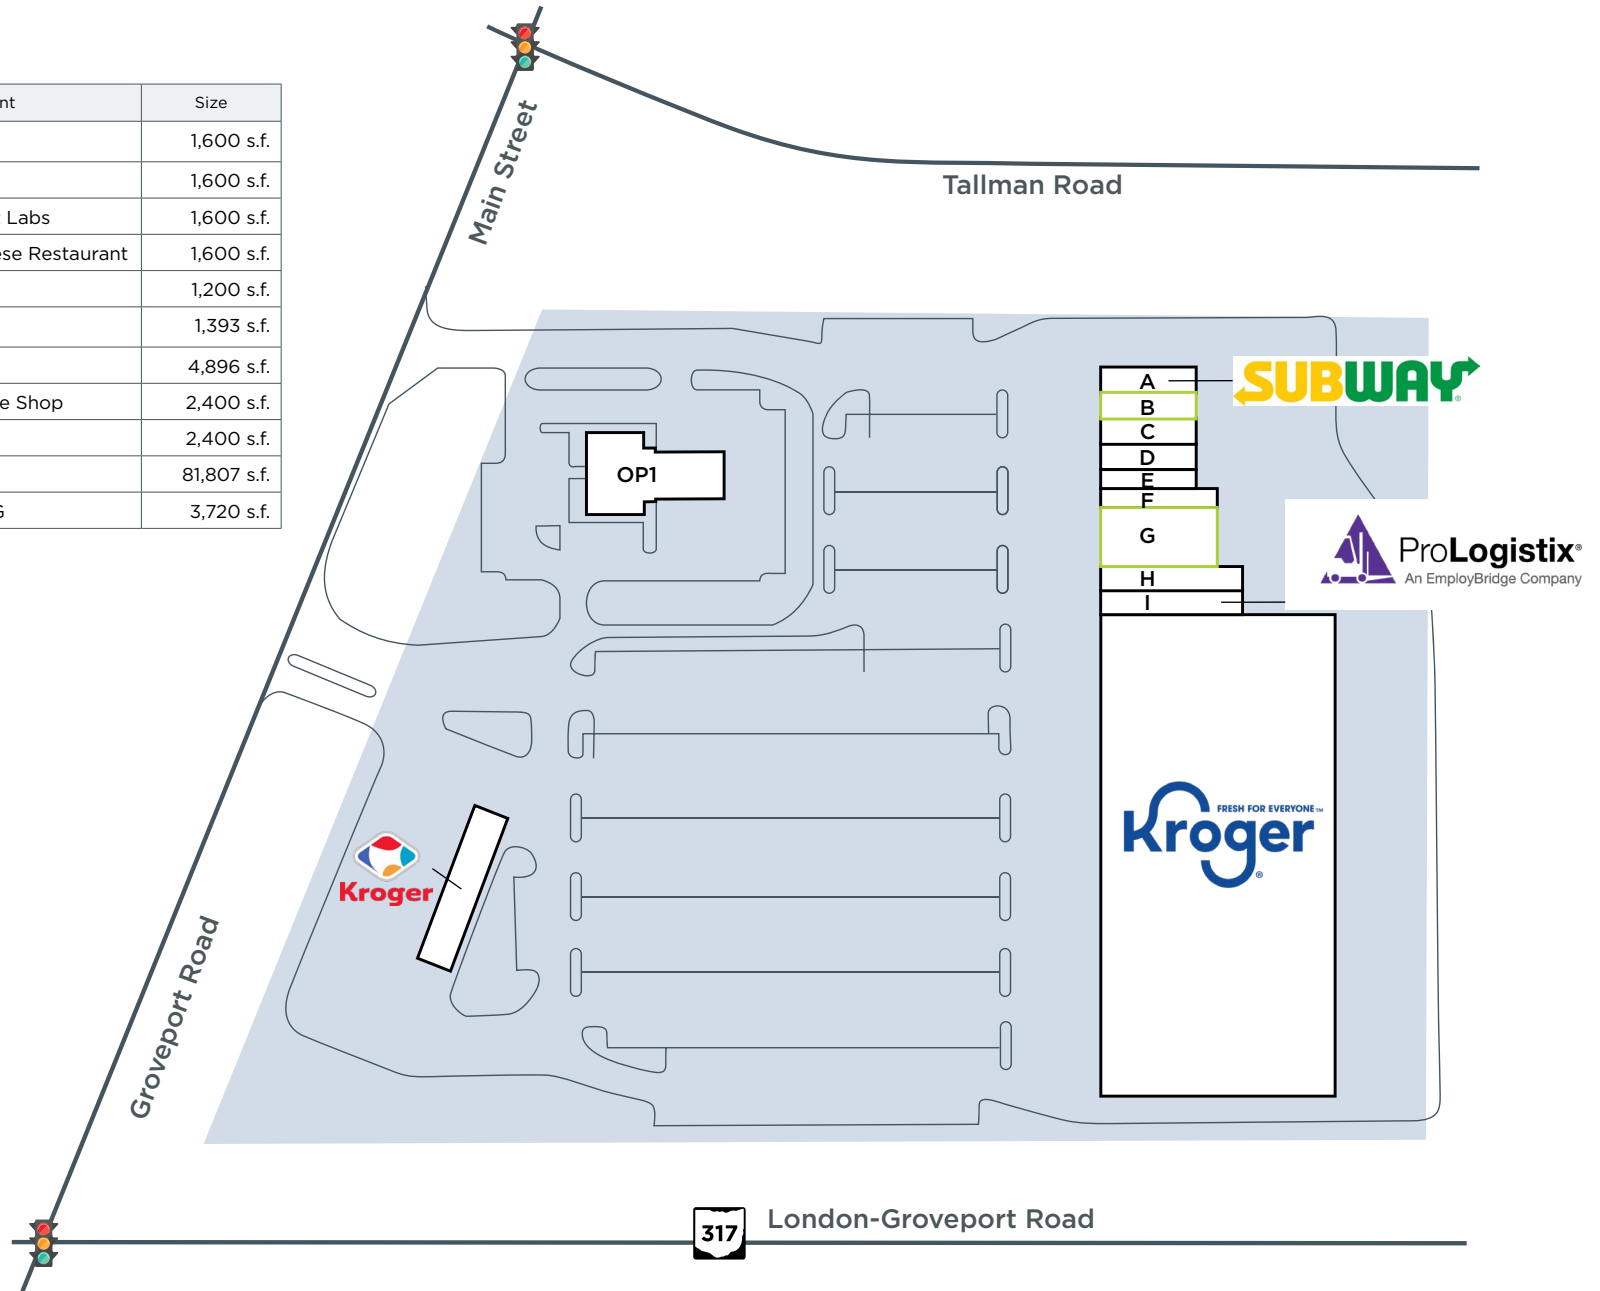 nt Size
1,600 s.f.
1,600 s.f.
Labs 1,600 s.f.
ese Restaurant 1,600 s.f.
1,200 s.f.
1,393 s.f.
4,896 s.f.
e Shop 2,400 s.f.
2,400 s.f.
81,807 s.f.
G 3,720 s.f.
Main Street
Tallman Road
A
SUBWAY®
B
C
D
E
F
G
H
I
OP1
ProLogistix®
An EmployBridge Company
FRESH FOR EVERYONE™
Kroger®
Kroger
Groveport Road
317
London-Groveport Road